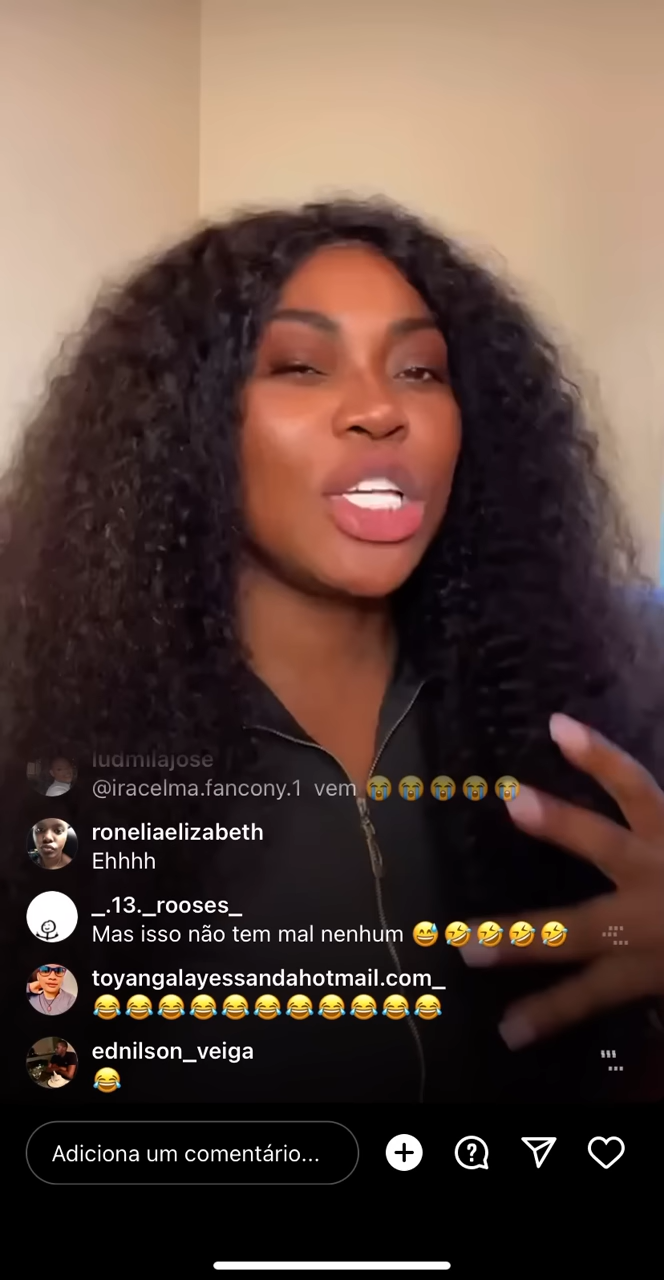 ludmilajose
@iracelma.fancony.1 vem 😭😭😭😭😭
roneliaelizabeth
Ehhhh
_.13._rooses_
Mas isso não tem mal nenhum 😅🤣🤣🤣🤣
toyangalayessandahotmail.com_
😂😂😂😂😂😂😂😂😂😂😂
ednilson_veiga
😂
Adiciona um comentário...